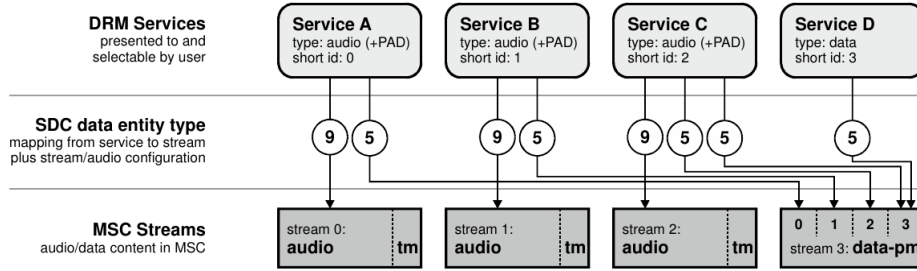 DRM Services
presented to and
selectable by user
Service A
type: audio (+PAD)
short id: 0
Service B
type: audio (+PAD)
short id: 1
Service C
type: audio (+PAD)
short id: 2
Service D
type: data
short id: 3
SDC data entity type
mapping from service to stream
plus stream/audio configuration
9
5
9
5
9
5
5
5
MSC Streams
audio/data content in MSC
stream 0:
audio
tm
stream 1:
audio
tm
stream 2:
audio
tm
0
1
2
3
stream 3: data-pm